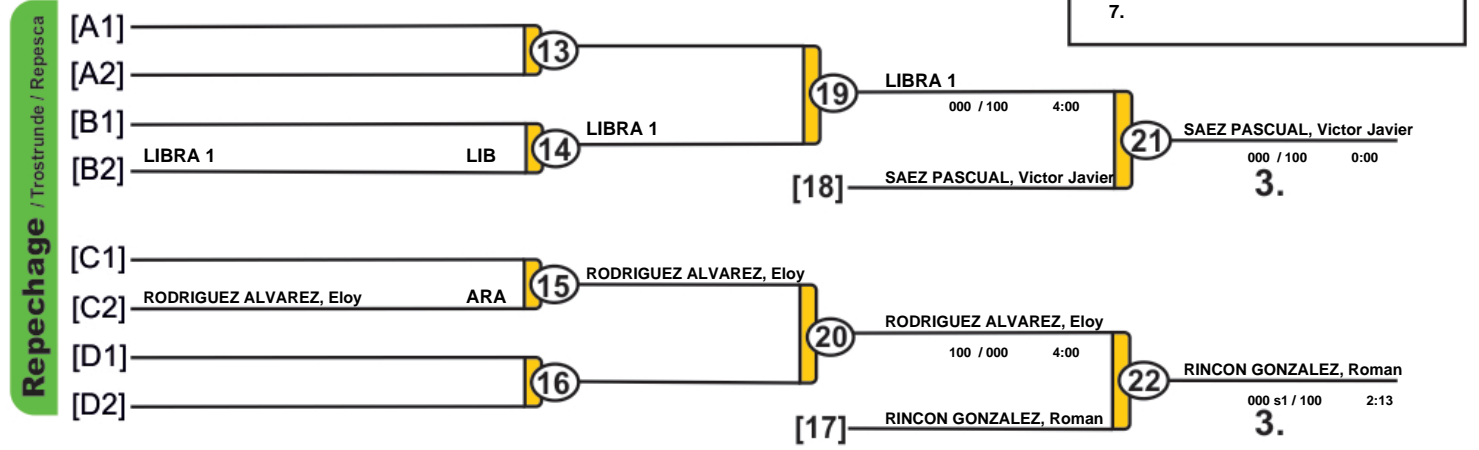 Repechage / Trostrunde / Repesca
7.
[A1]
13
[A2]
19
LIBRA 1
000 / 100 4:00
[B1]
LIBRA 1
14
21
SAEZ PASCUAL, Victor Javier
000 / 100 0:00
3.
[B2] LIBRA 1 LIB
[18] SAEZ PASCUAL, Victor Javier
[C1]
15
RODRIGUEZ ALVAREZ, Eloy
[C2] RODRIGUEZ ALVAREZ, Eloy ARA
20
RODRIGUEZ ALVAREZ, Eloy
100 / 000 4:00
[D1]
16
22
RINCON GONZALEZ, Roman
000 s1 / 100 2:13
3.
[D2]
[17] RINCON GONZALEZ, Roman